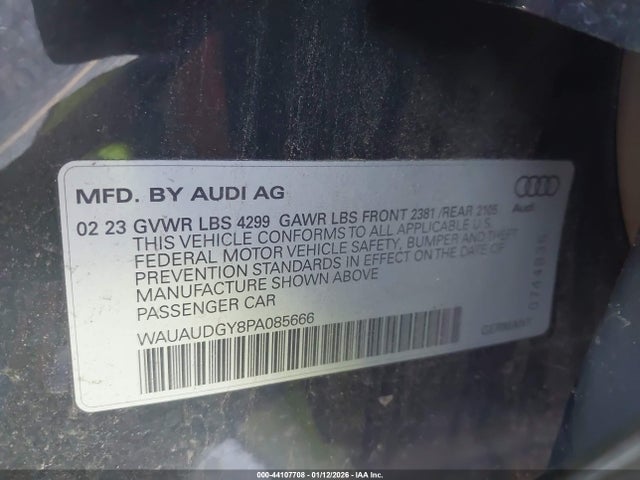 MFD. BY AUDI AG
Audi
02 23 GVWR LBS 4299 GAWR LBS FRONT 2381 /REAR 2105
THIS VEHICLE CONFORMS TO ALL APPLICABLE U.S.
FEDERAL MOTOR VEHICLE SAFETY, BUMPER AND THEFT
PREVENTION STANDARDS IN EFFECT ON THE DATE OF
MANUFACTURE SHOWN ABOVE
PASSENGER CAR
WAUAUDGY8PA085666
GERMANY
000-44107708 - 01/12/2026 - IAA Inc.